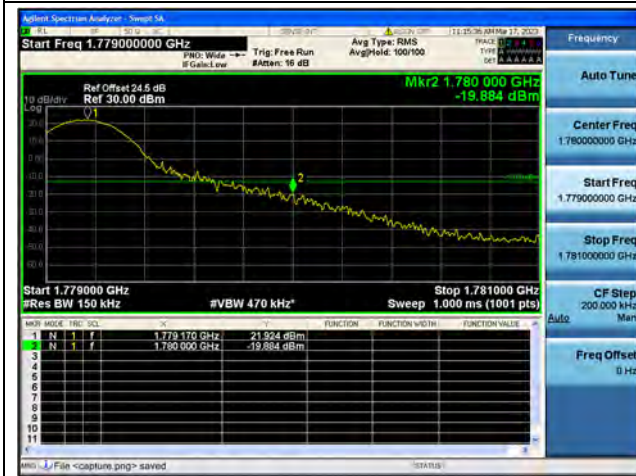 Agilent Spectrum Analyzer - Swept SA
RL
Start Freq 1.779000000 GHz
PNO: Wide
IFGain:Low
Trig: Free Run
#Atten: 16 dB
Avg Type: RMS
Avg|Hold: 100/100
11:15:36 AM Mar 17, 2023
TRACE
TYPE
DET A A A A A A
Frequency
Auto Tune
Center Freq
1.780000000 GHz
Start Freq
1.779000000 GHz
Stop Freq
1.781000000 GHz
CF Step
200.000 kHz
Auto Man
Freq Offset
0 Hz
Mkr2 1.780 000 GHz
-19.884 dBm
Ref Offset 24.5 dB
10 dB/div Ref 30.00 dBm
Log
1
2
Start 1.779000 GHz
Stop 1.781000 GHz
#Res BW 150 kHz #VBW 470 kHz* Sweep 1.000 ms (1001 pts)
MKR MODE TRC SCL X Y FUNCTION FUNCTION WIDTH FUNCTION VALUE
1 N 1 f 1.779 170 GHz 21.924 dBm
2 N 1 f 1.780 000 GHz -19.884 dBm
3
4
5
6
7
8
9
10
11
MSG File <capture.png> saved STATUS